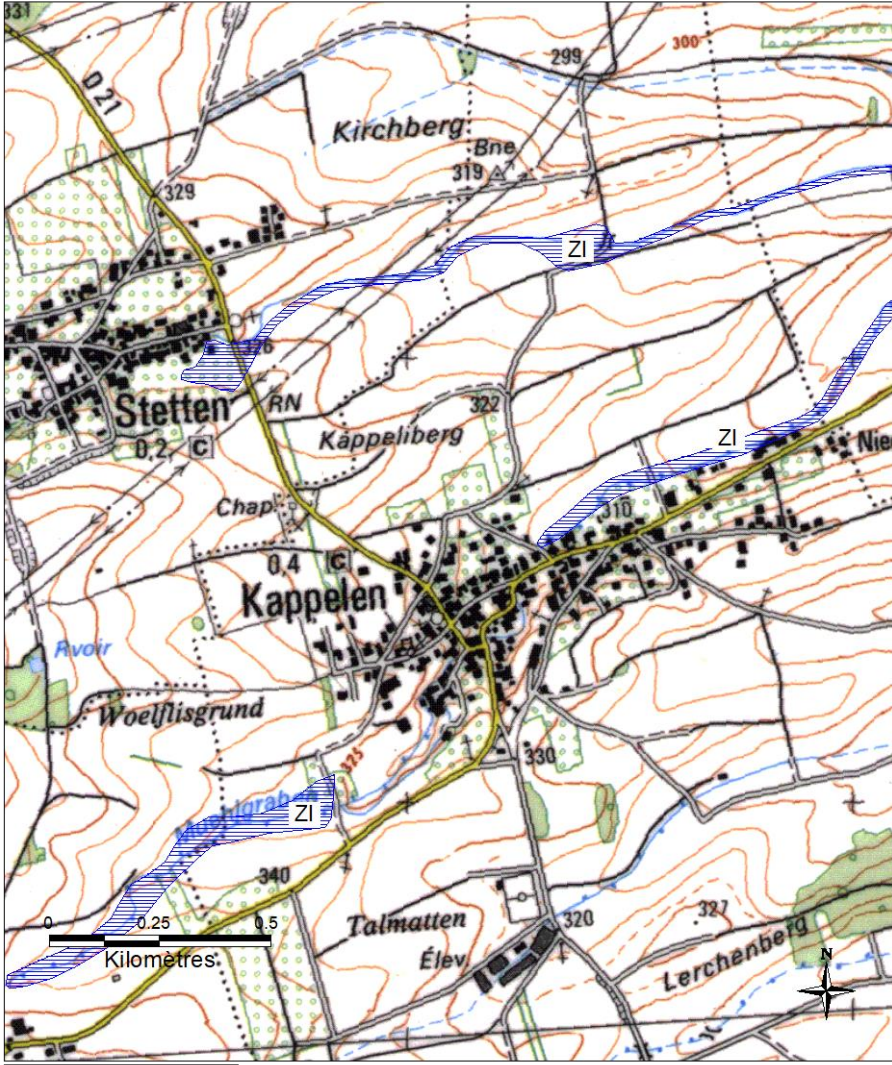 331
D 21
299
300
Kirchberg
Bne
319
329
ZI
326
Stetten
RN
0,2
C
322
Kappeliberg
ZI
Chap
310
0,4
C
Kappelen
Rvoir
Woelflisgrund
325
330
Muehlgraben
ZI
340
0
0.25
0.5
Kilomètres
Talmatten
320
327
Élev.
Lerchenberg
N